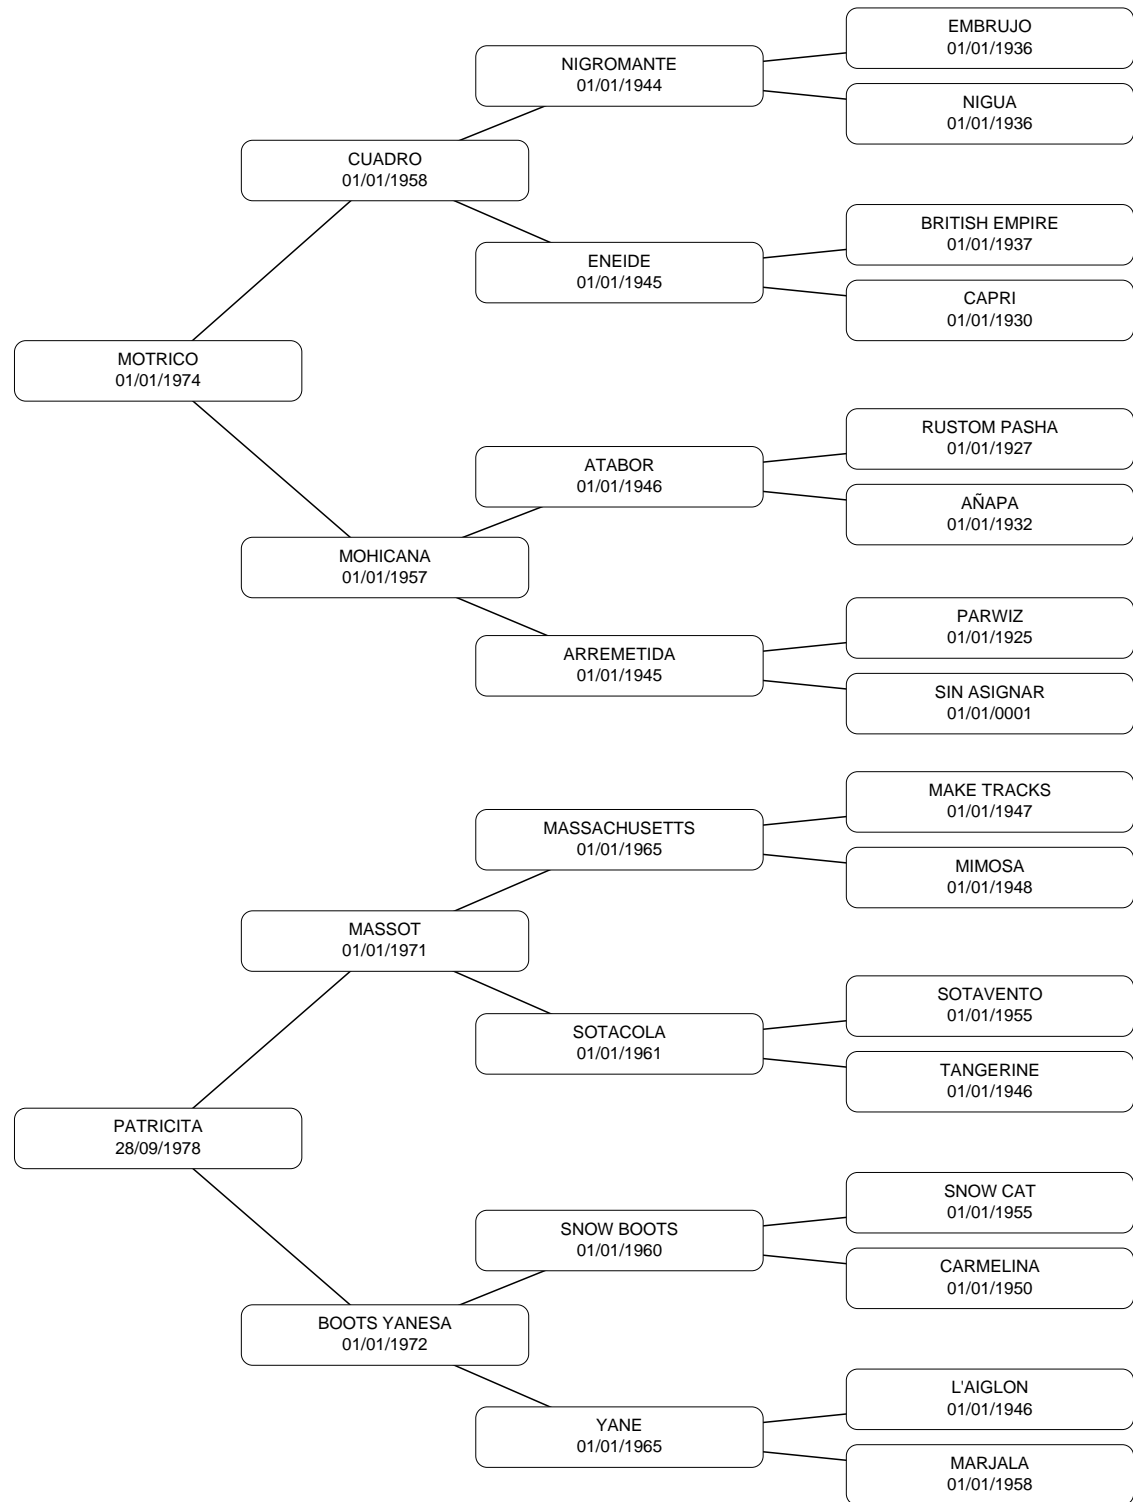 EMBRUJO
01/01/1936
NIGROMANTE
01/01/1944
NIGUA
01/01/1936
CUADRO
01/01/1958
BRITISH EMPIRE
01/01/1937
ENEIDE
01/01/1945
CAPRI
01/01/1930
MOTRICO
01/01/1974
RUSTOM PASHA
01/01/1927
ATABOR
01/01/1946
AÑAPA
01/01/1932
MOHICANA
01/01/1957
PARWIZ
01/01/1925
ARREMETIDA
01/01/1945
SIN ASIGNAR
01/01/0001
MAKE TRACKS
01/01/1947
MASSACHUSETTS
01/01/1965
MIMOSA
01/01/1948
MASSOT
01/01/1971
SOTAVENTO
01/01/1955
SOTACOLA
01/01/1961
TANGERINE
01/01/1946
PATRICITA
28/09/1978
SNOW CAT
01/01/1955
SNOW BOOTS
01/01/1960
CARMELINA
01/01/1950
BOOTS YANESA
01/01/1972
L'AIGLON
01/01/1946
YANE
01/01/1965
MARJALA
01/01/1958